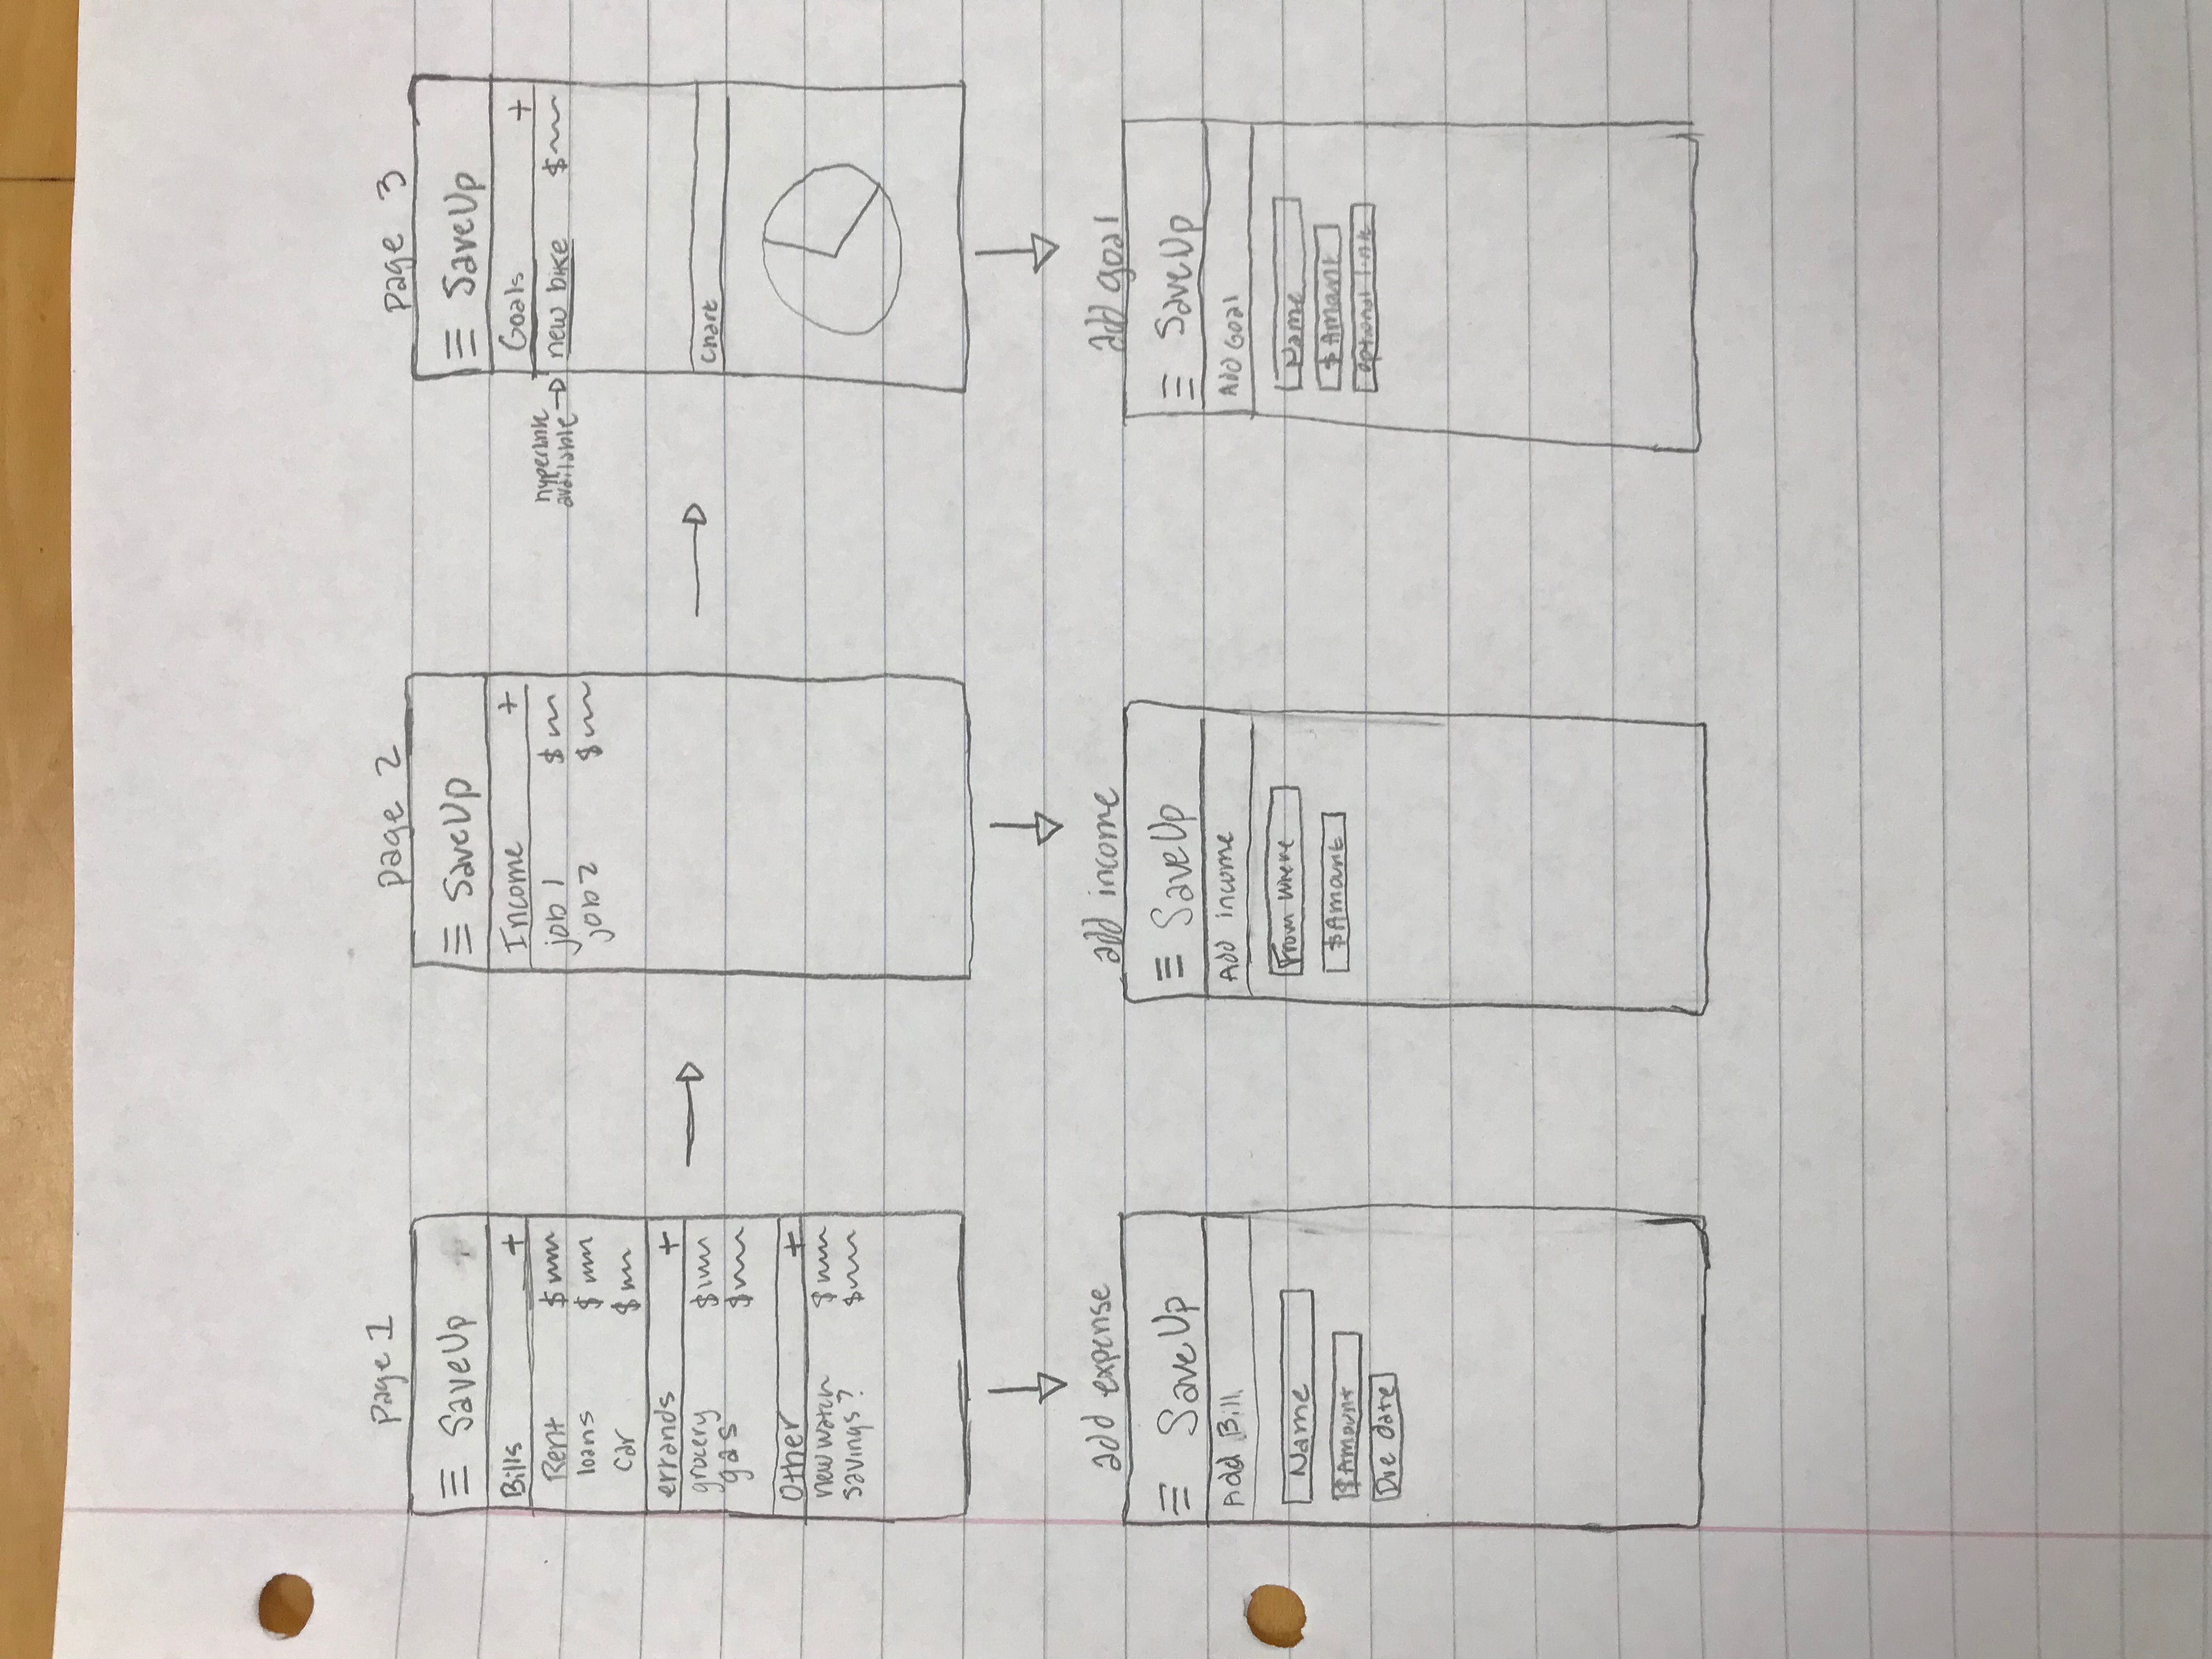 Page 1
≡ SaveUp
Bills +
Rent $
loans $
car $
errands +
grocery $
gas $
Other +
new watch $
savings? $
page 2
≡ SaveUp
Income +
job 1 $
job 2 $
page 3
≡ SaveUp
Goals +
hyperlink
available
new bike $
Chart
add expense
≡ SaveUp
Add Bill
Name
$ Amount
Due date
add income
≡ SaveUp
Add income
From where
$ Amount
add goal
≡ SaveUp
Add Goal
Name
$ Amount
optional link